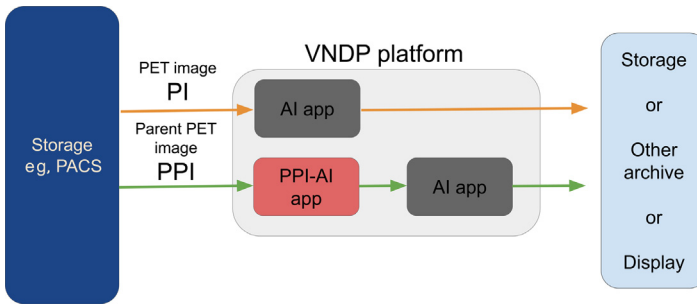 VNDP platform
Storage
eg, PACS
PET image
PI
Parent PET
image
PPI
AI app
PPI-AI
app
AI app
Storage
or
Other
archive
or
Display